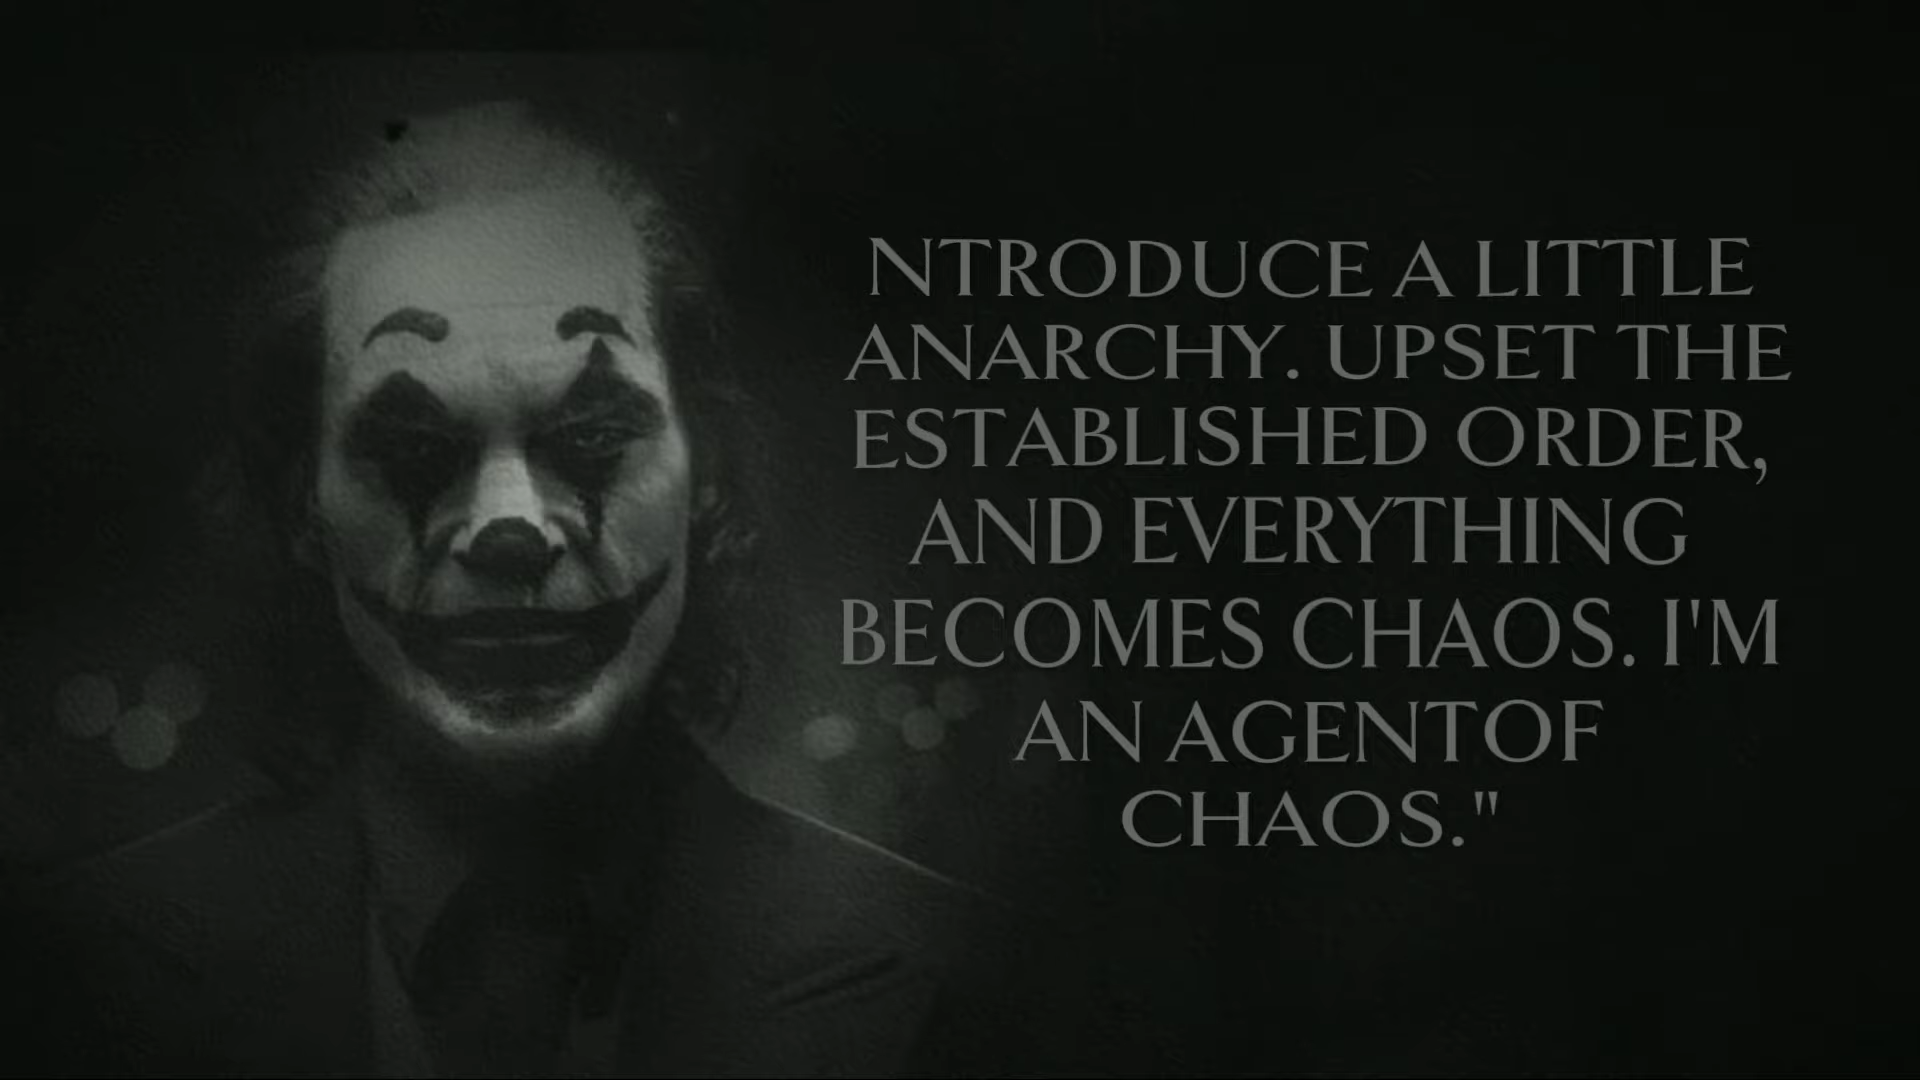 NTRODUCE A LITTLE
ANARCHY. UPSET THE
ESTABLISHED ORDER,
AND EVERYTHING
BECOMES CHAOS. I'M
AN AGENTOF
CHAOS."